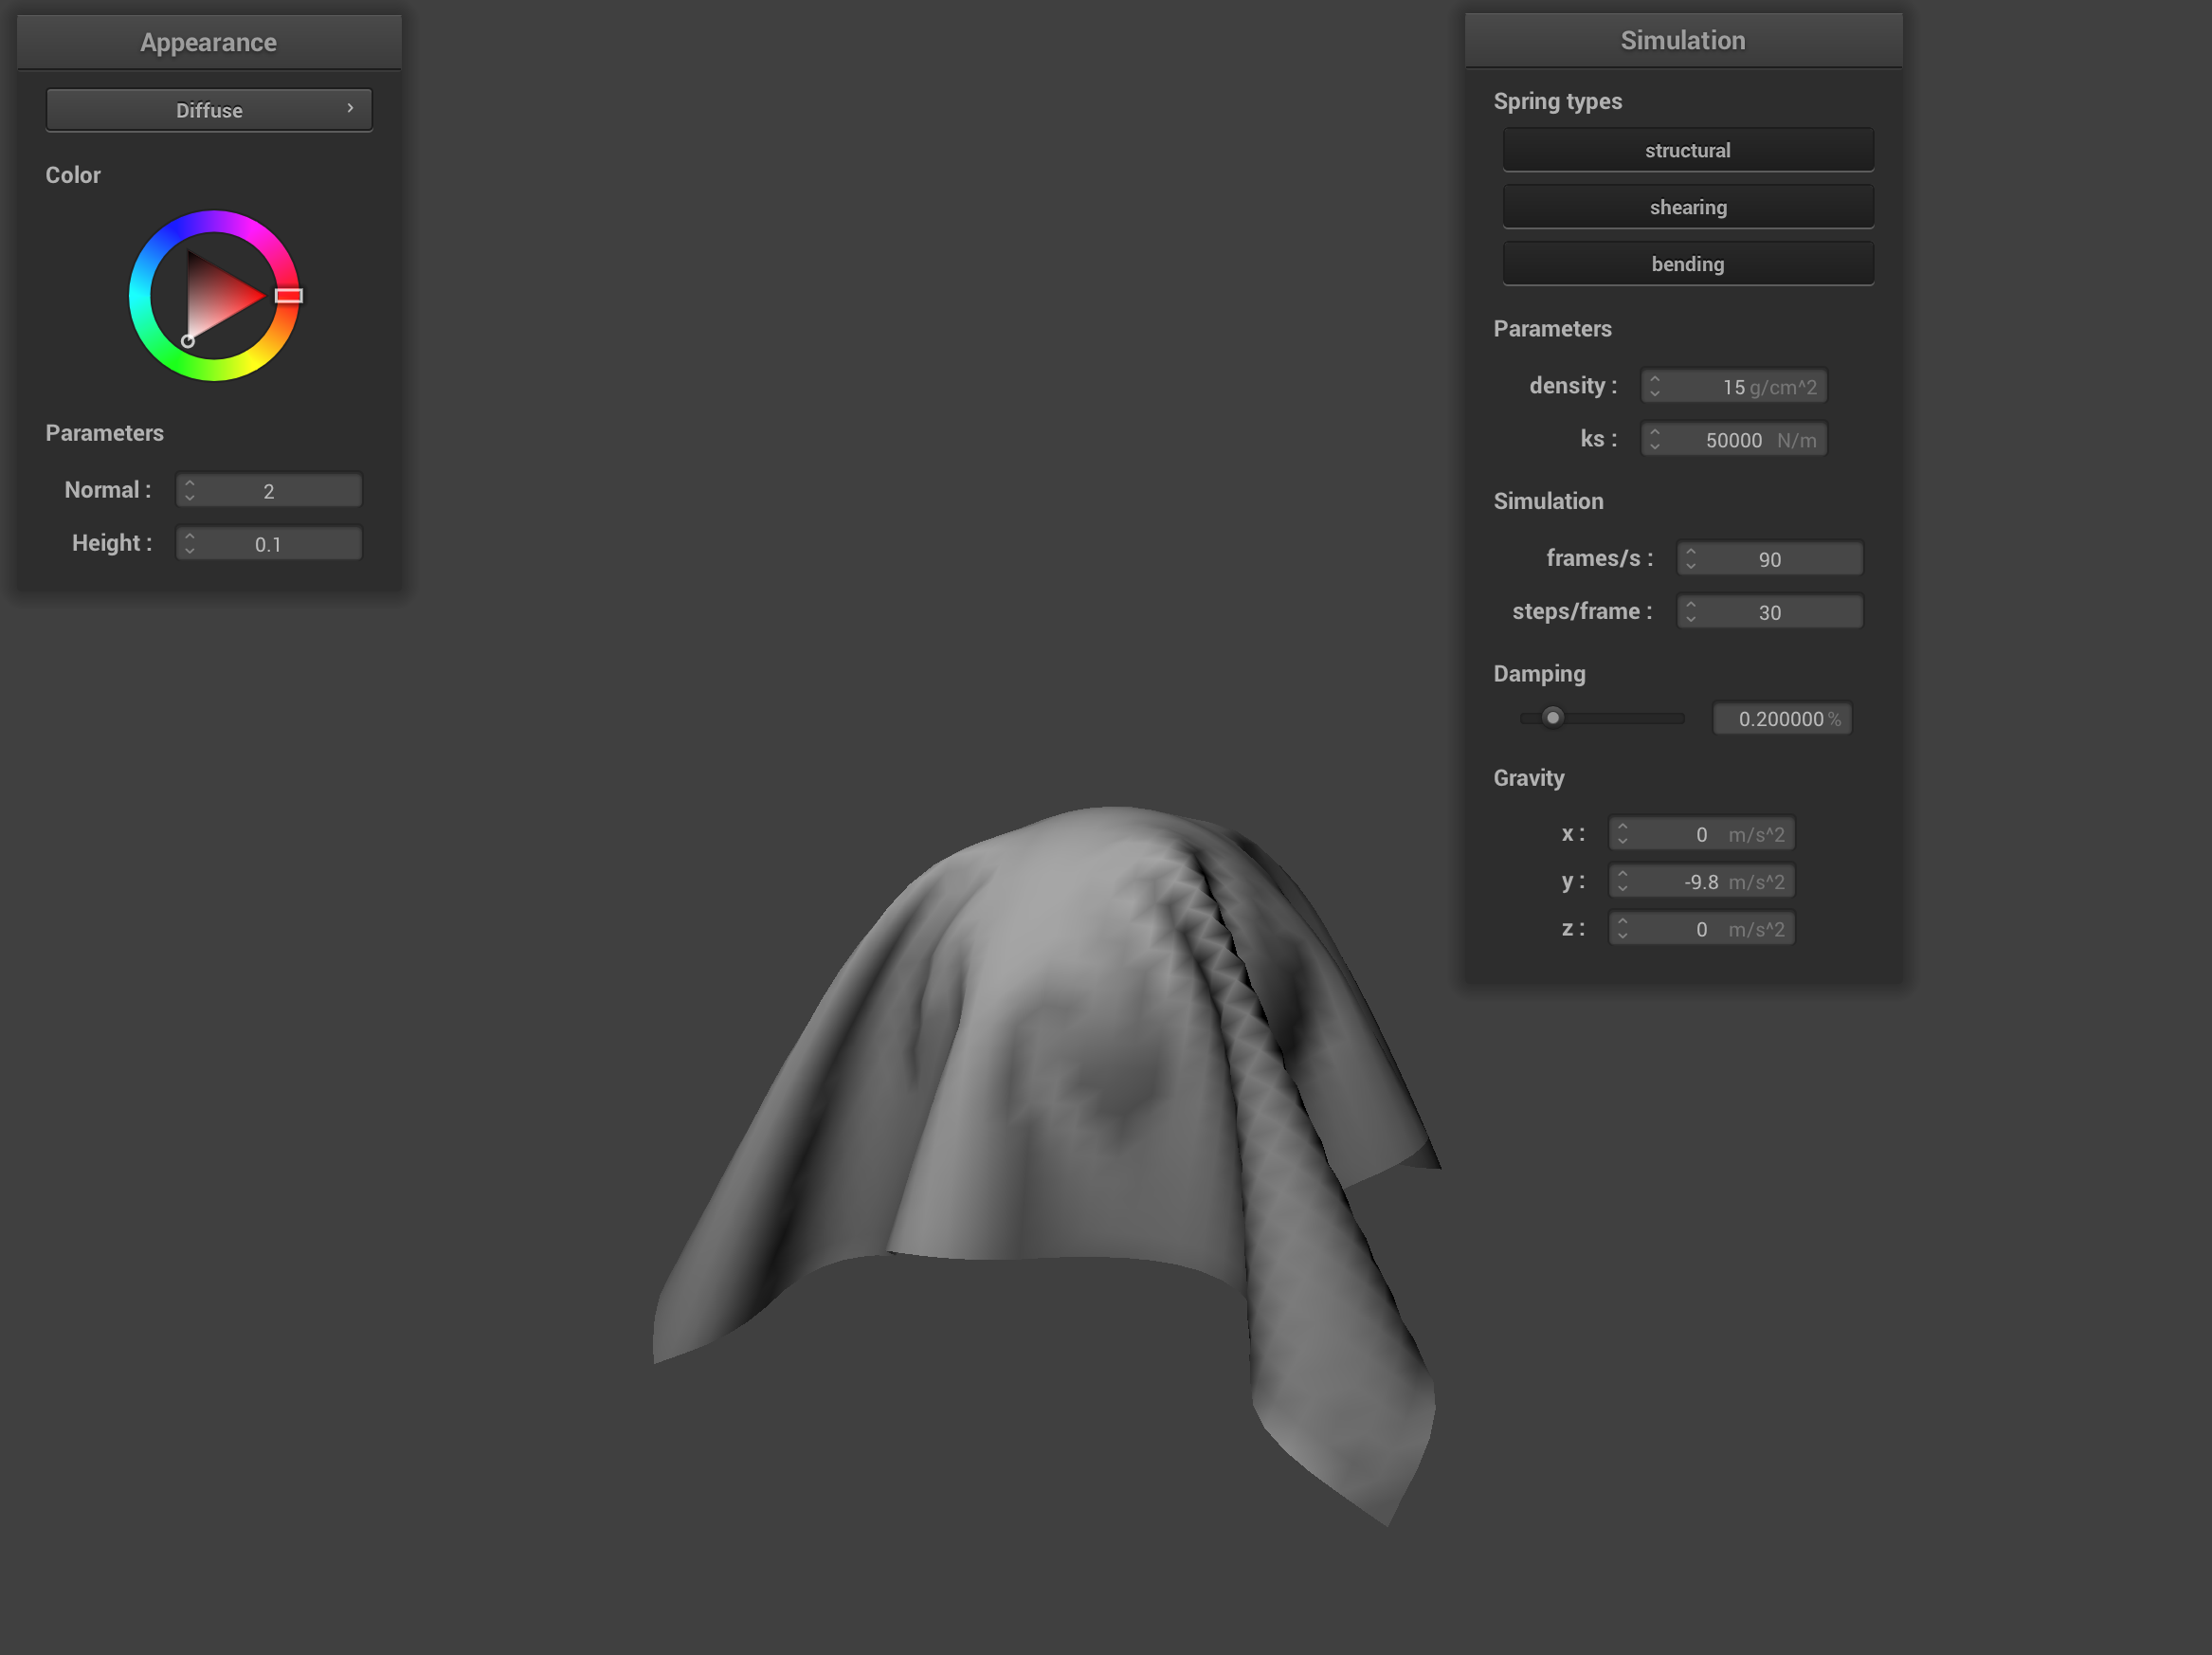 Appearance
Diffuse
Color
Parameters
Normal : 2
Height : 0.1
Simulation
Spring types
structural
shearing
bending
Parameters
density : 15 g/cm^2
ks : 50000 N/m
Simulation
frames/s : 90
steps/frame : 30
Damping
0.200000 %
Gravity
x : 0 m/s^2
y : -9.8 m/s^2
z : 0 m/s^2